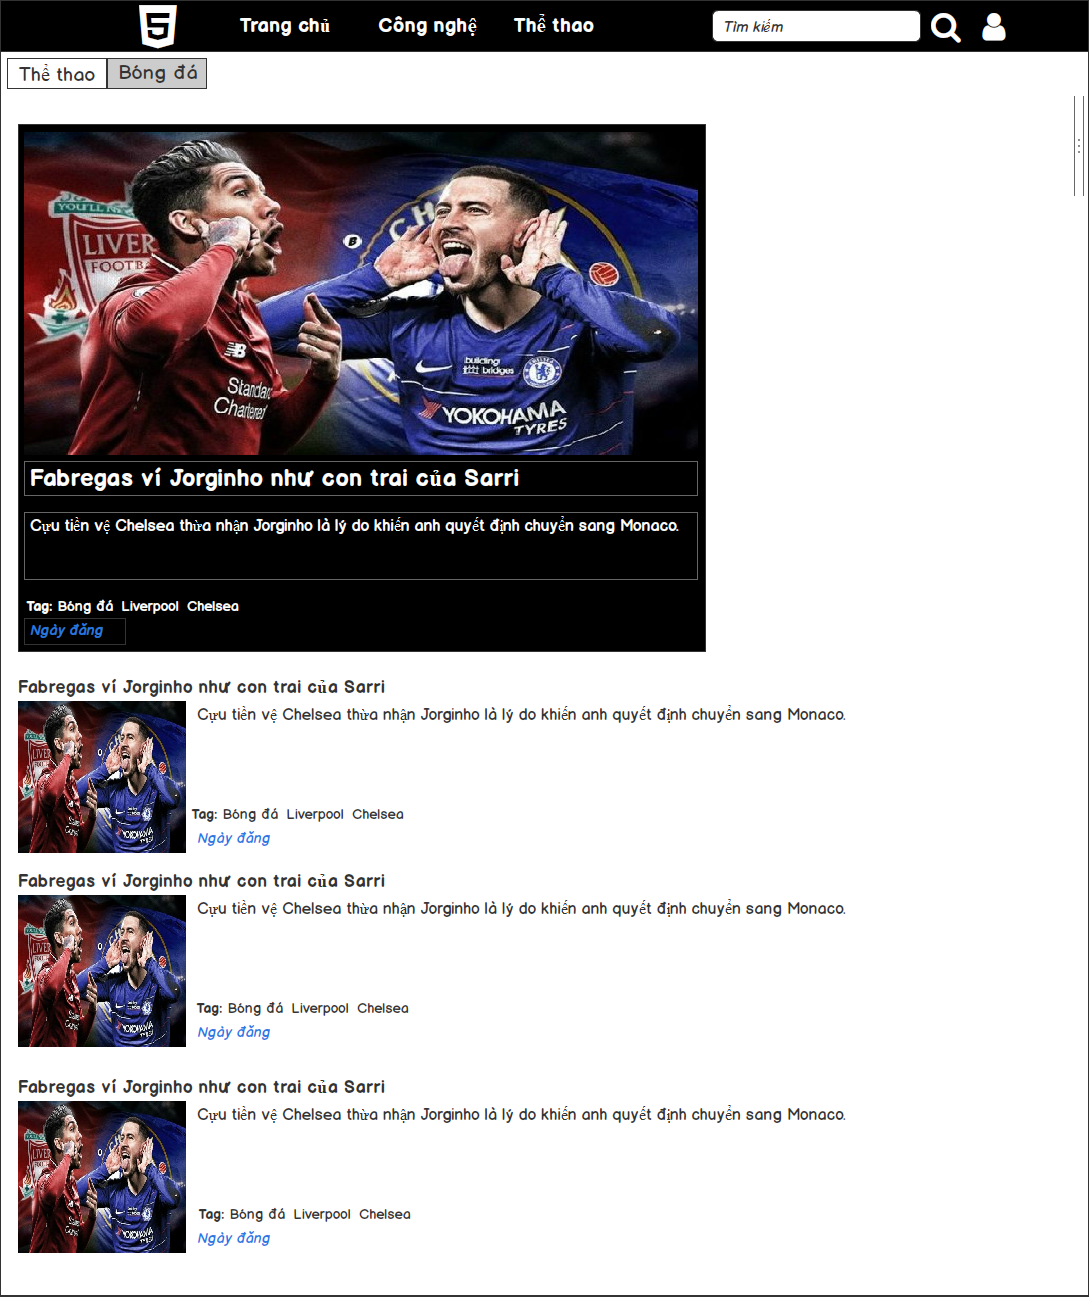 Trang chủ Công nghệ Thể thao Tìm kiếm
Thể thao Bóng đá
YOU'LL NE
LIVER
FOOTBA
CH
B
NB
Standard
Chartered
building
bridges
CHELSEA
YOKOHAMA
TYRES
Fabregas ví Jorginho như con trai của Sarri
Cựu tiền vệ Chelsea thừa nhận Jorginho là lý do khiến anh quyết định chuyển sang Monaco.
Tag: Bóng đá Liverpool Chelsea
Ngày đăng
Fabregas ví Jorginho như con trai của Sarri
Cựu tiền vệ Chelsea thừa nhận Jorginho là lý do khiến anh quyết định chuyển sang Monaco.
Tag: Bóng đá Liverpool Chelsea
Ngày đăng
Fabregas ví Jorginho như con trai của Sarri
Cựu tiền vệ Chelsea thừa nhận Jorginho là lý do khiến anh quyết định chuyển sang Monaco.
Tag: Bóng đá Liverpool Chelsea
Ngày đăng
Fabregas ví Jorginho như con trai của Sarri
Cựu tiền vệ Chelsea thừa nhận Jorginho là lý do khiến anh quyết định chuyển sang Monaco.
Tag: Bóng đá Liverpool Chelsea
Ngày đăng